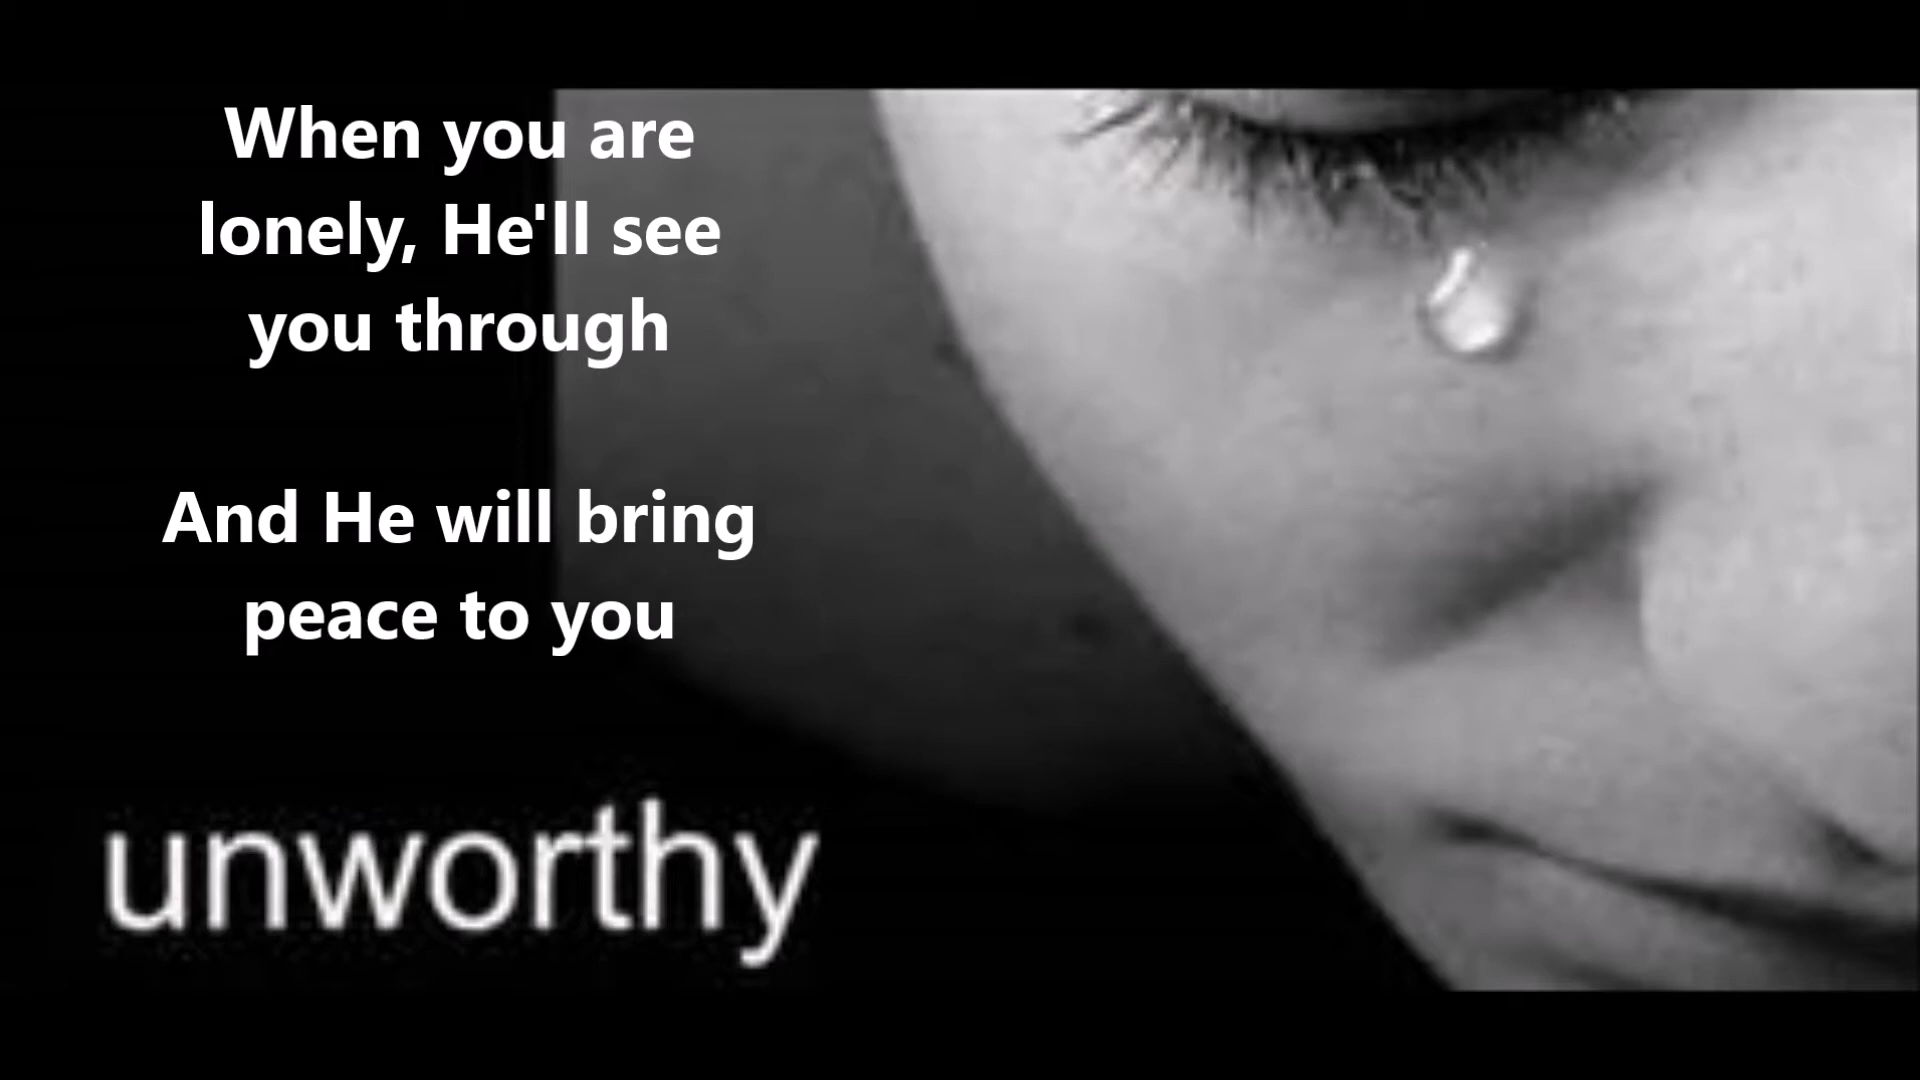 When you are
lonely, He'll see
you through
And He will bring
peace to you
unworthy